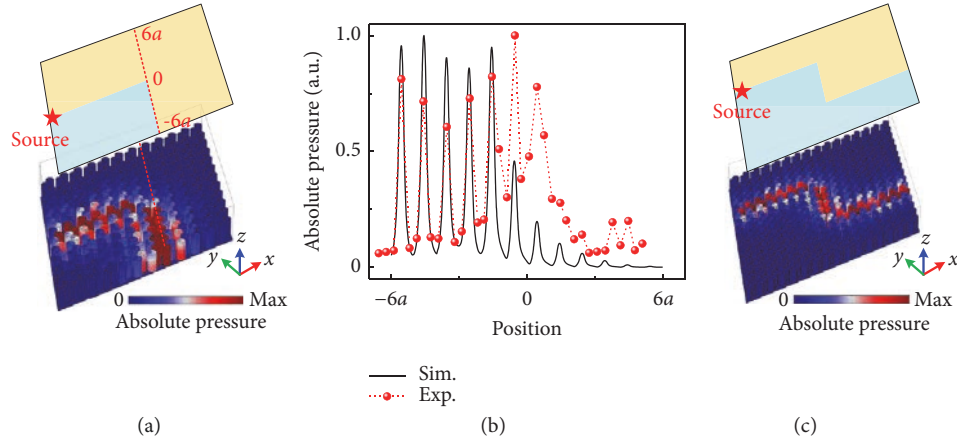 6a
0
-6a
Source
z
y
x
0
Max
Absolute pressure
(a)
1.0
0.5
0
Absolute pressure (a.u.)
−6a
0
6a
Position
Sim.
Exp.
(b)
Source
z
y
x
0
Max
Absolute pressure
(c)